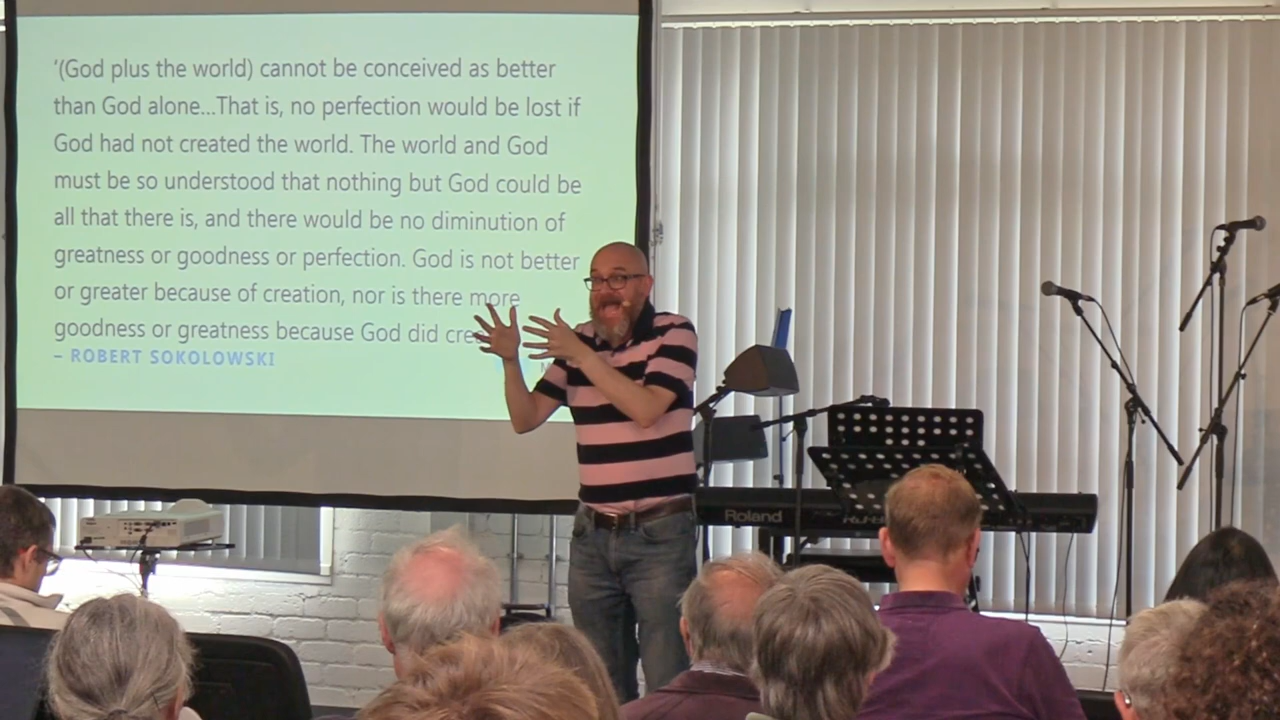 ‘(God plus the world) cannot be conceived as better
than God alone...That is, no perfection would be lost if
God had not created the world. The world and God
must be so understood that nothing but God could be
all that there is, and there would be no diminution of
greatness or goodness or perfection. God is not better
or greater because of creation, nor is there more
goodness or greatness because God did
– ROBERT SOKOLOWSKI
Roland